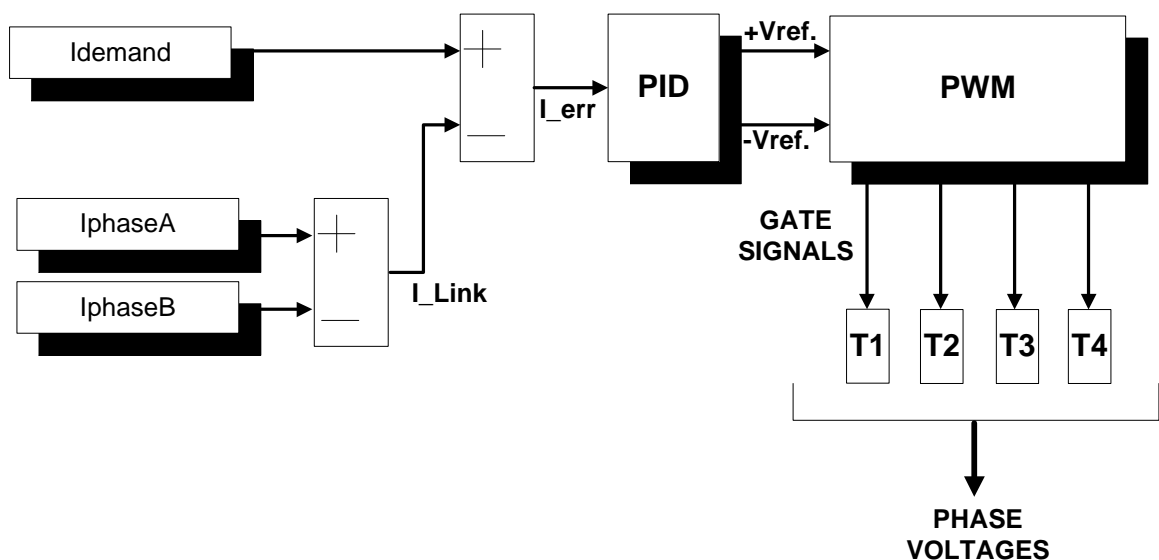 Idemand
+
—
I_err
PID
+Vref.
-Vref.
PWM
IphaseA
IphaseB
+
—
I_Link
GATE
SIGNALS
T1
T2
T3
T4
PHASE
VOLTAGES